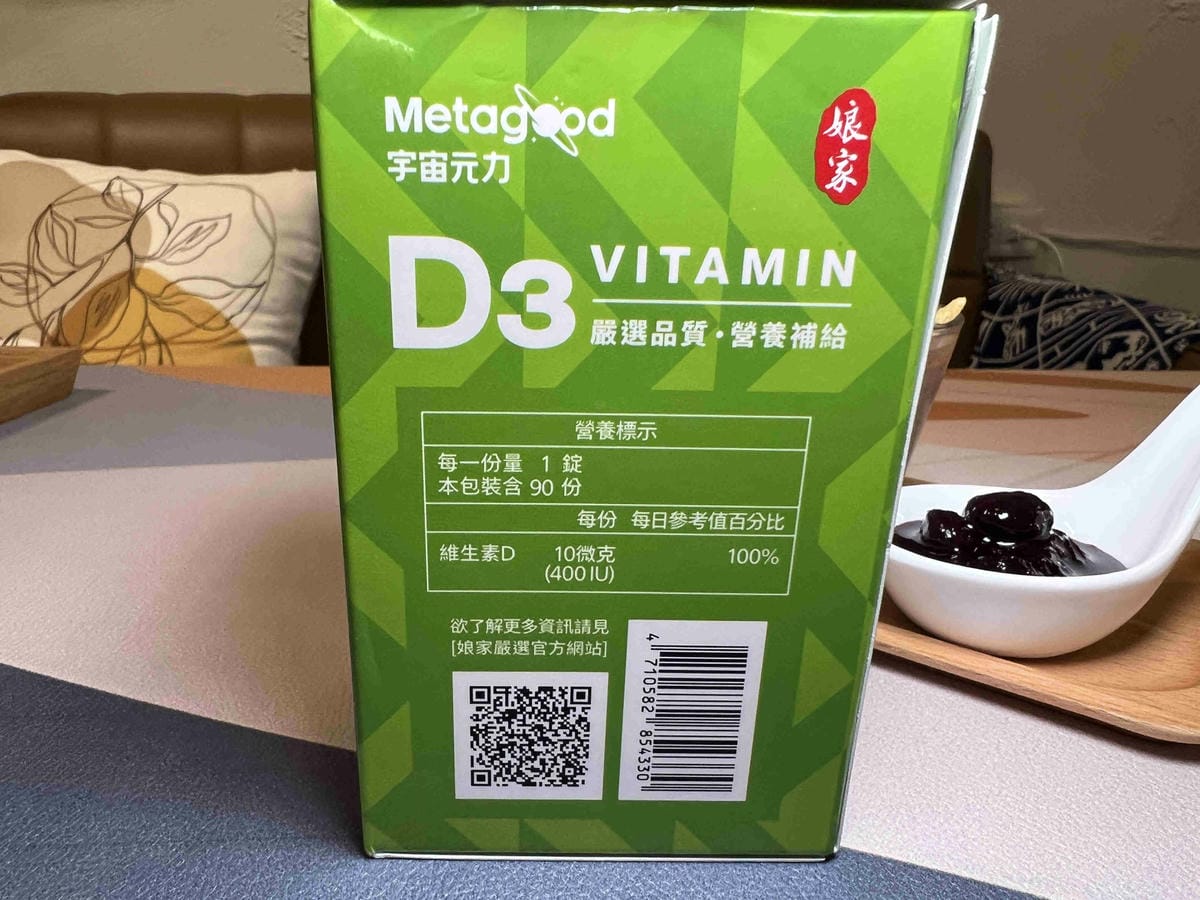 Metagood
宇宙元力
娘家
D3 VITAMIN
嚴選品質・營養補給
營養標示
每一份量 1 錠
本包裝含 90 份
每份 每日參考值百分比
維生素D 10微克 100%
(400 IU)
欲了解更多資訊請見
[娘家嚴選官方網站]
4 710582 854330